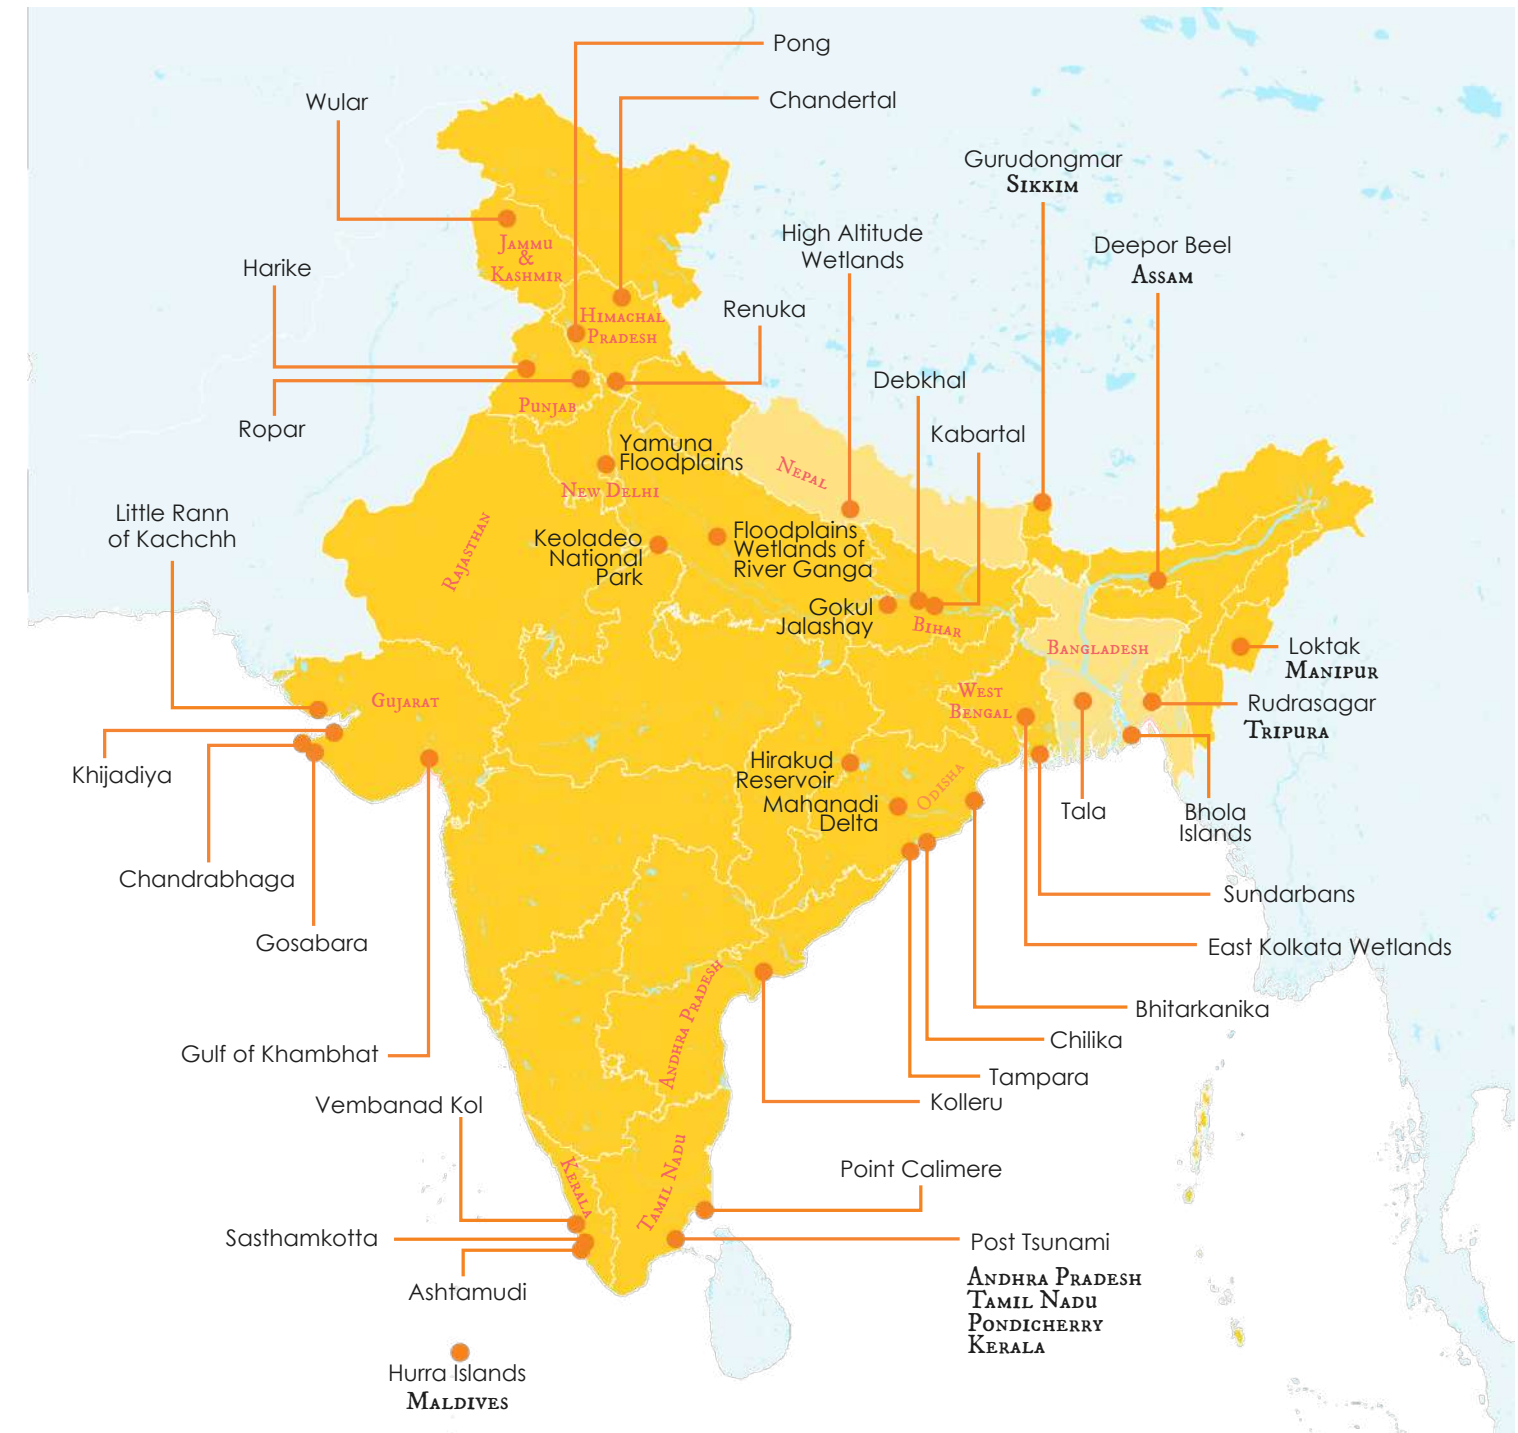 Pong
Chandertal
Wular
Gurudongmar
Sikkim
High Altitude
Wetlands
Deepor Beel
Assam
Jammu
&
Kashmir
Harike
Renuka
Himachal
Pradesh
Debkhal
Punjab
Ropar
Kabartal
Yamuna
Floodplains
Nepal
New Delhi
Little Rann
of Kachchh
Rajasthan
Keoladeo
National
Park
Floodplains
Wetlands of
River Ganga
Gokul
Jalashay
Bihar
Bangladesh
Loktak
Manipur
Gujarat
West
Bengal
Rudrasagar
Tripura
Khijadiya
Hirakud
Reservoir
Odisha
Mahanadi
Delta
Tala
Bhola
Islands
Chandrabhaga
Sundarbans
Gosabara
East Kolkata Wetlands
Andhra Pradesh
Bhitarkanika
Gulf of Khambhat
Chilika
Tampara
Kolleru
Vembanad Kol
Kerala
Tamil Nadu
Point Calimere
Sasthamkotta
Post Tsunami
Andhra Pradesh
Tamil Nadu
Pondicherry
Kerala
Ashtamudi
Hurra Islands
Maldives